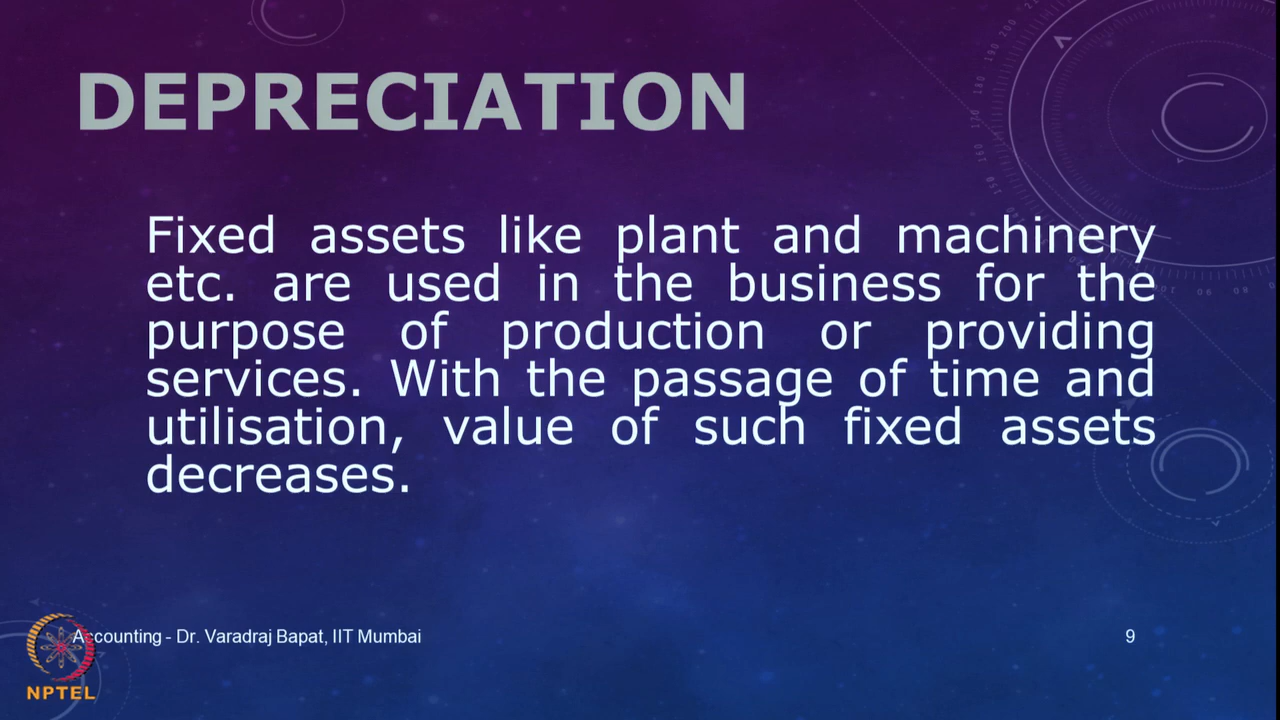 DEPRECIATION
Fixed assets like plant and machinery
etc. are used in the business for the
purpose of production or providing
services. With the passage of time and
utilisation, value of such fixed assets
decreases.
Accounting - Dr. Varadraj Bapat, IIT Mumbai
9
NPTEL